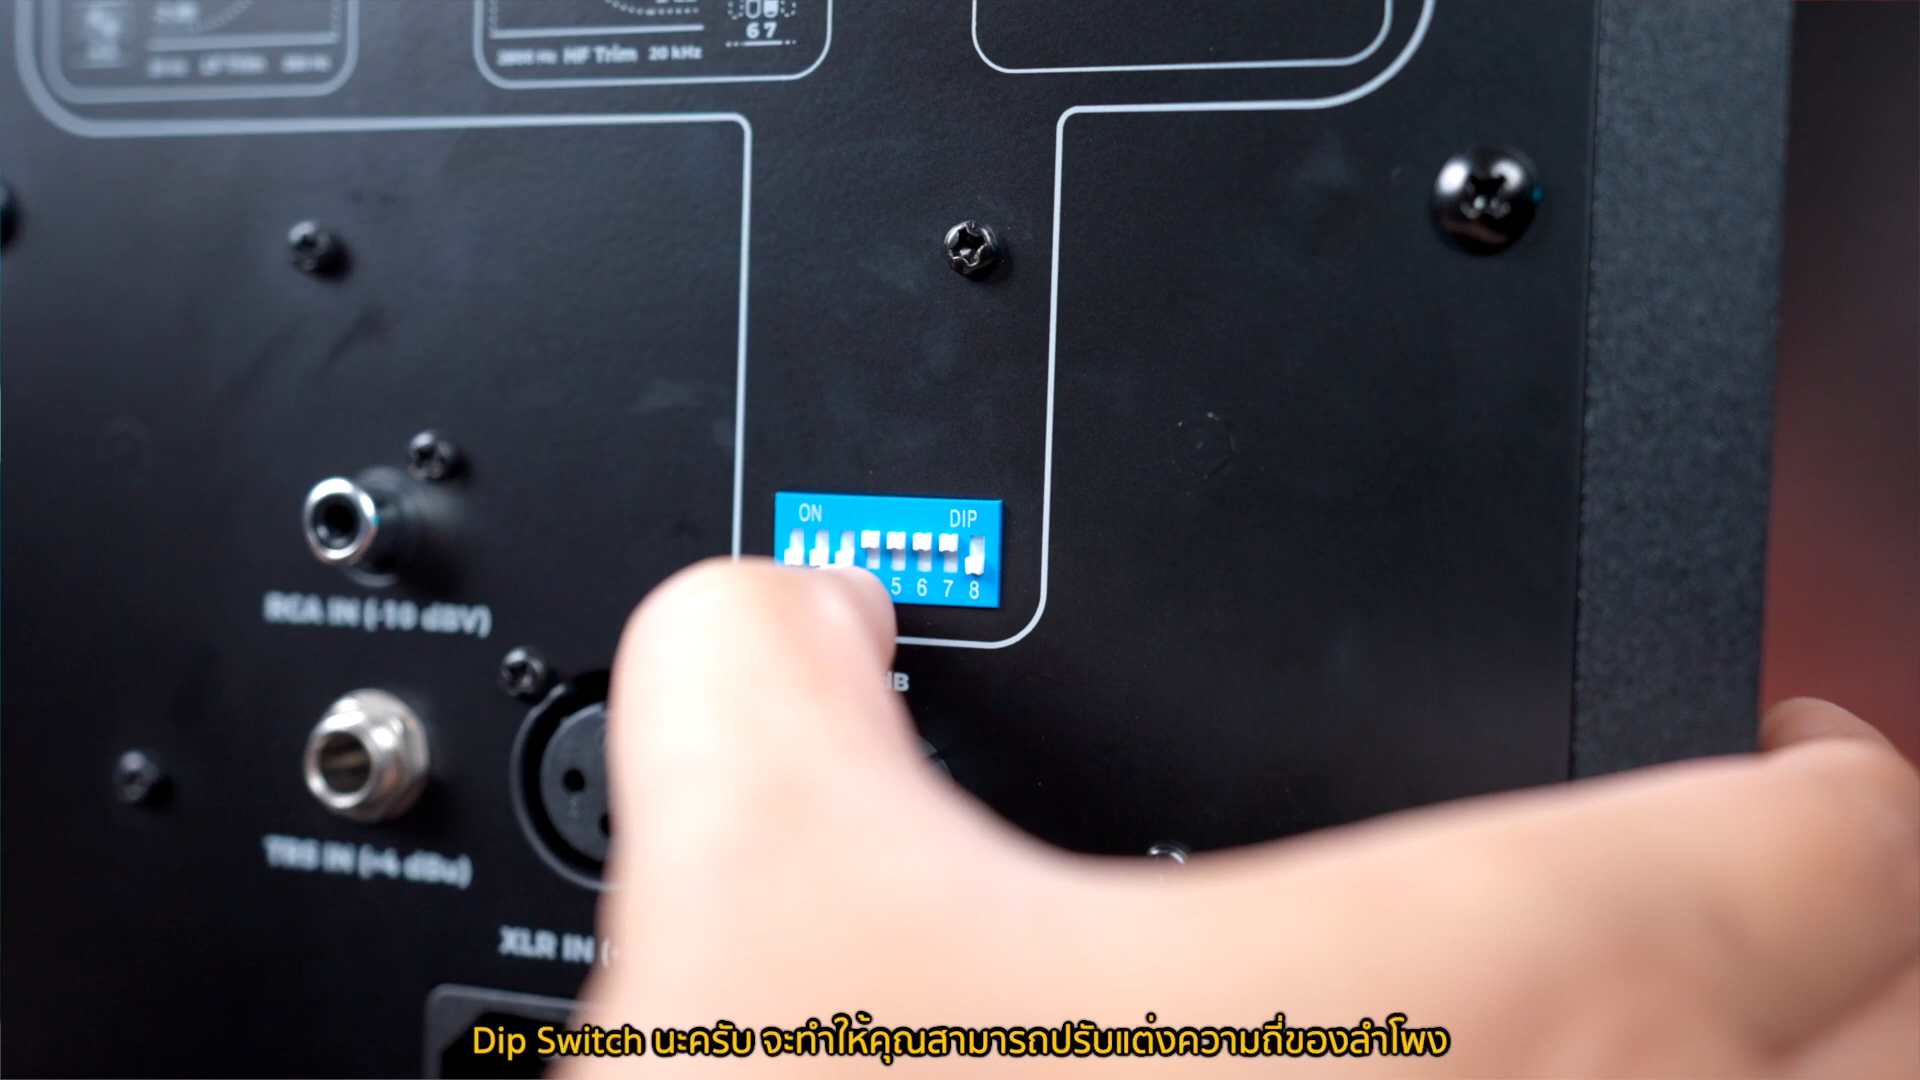 6 7
HF Trim 20 kHz
ON DIP
5 6 7 8
RCA IN (-10 dBV)
dB
TRS IN (+4 dBu)
XLR IN (
Dip Switch นะครับ จะทำให้คุณสามารถปรับแต่งความถี่ของลำโพง